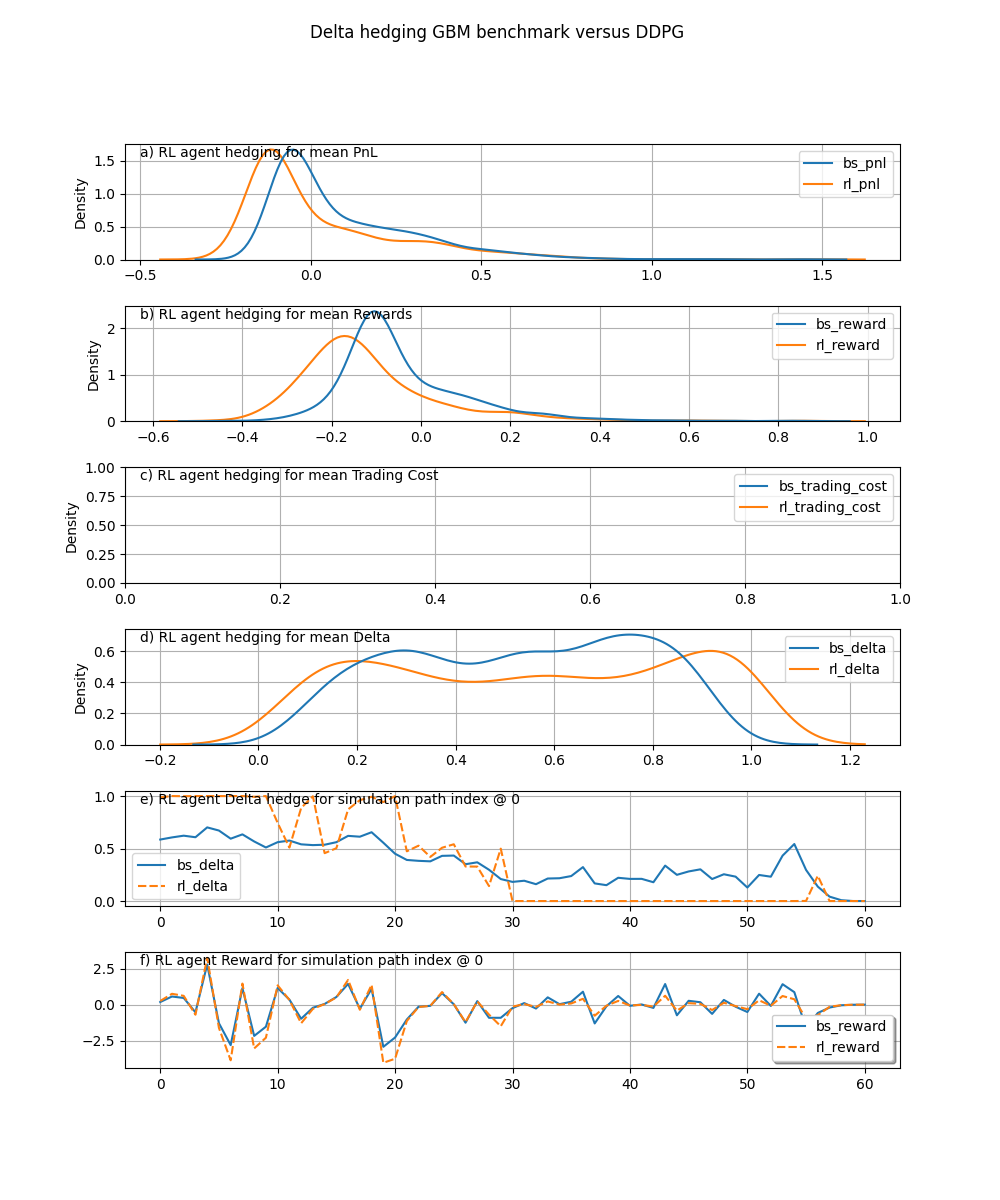 Delta hedging GBM benchmark versus DDPG
a) RL agent hedging for mean PnL
bs_pnl
rl_pnl
Density
1.5
1.0
0.5
0.0
−0.5 0.0 0.5 1.0 1.5
b) RL agent hedging for mean Rewards
bs_reward
rl_reward
Density
2
1
0
−0.6 −0.4 −0.2 0.0 0.2 0.4 0.6 0.8 1.0
c) RL agent hedging for mean Trading Cost
bs_trading_cost
rl_trading_cost
Density
1.00
0.75
0.50
0.25
0.00
0.0 0.2 0.4 0.6 0.8 1.0
d) RL agent hedging for mean Delta
bs_delta
rl_delta
Density
0.6
0.4
0.2
0.0
−0.2 0.0 0.2 0.4 0.6 0.8 1.0 1.2
e) RL agent Delta hedge for simulation path index @ 0
1.0
0.5
0.0
bs_delta
rl_delta
0 10 20 30 40 50 60
f) RL agent Reward for simulation path index @ 0
2.5
0.0
−2.5
bs_reward
rl_reward
0 10 20 30 40 50 60